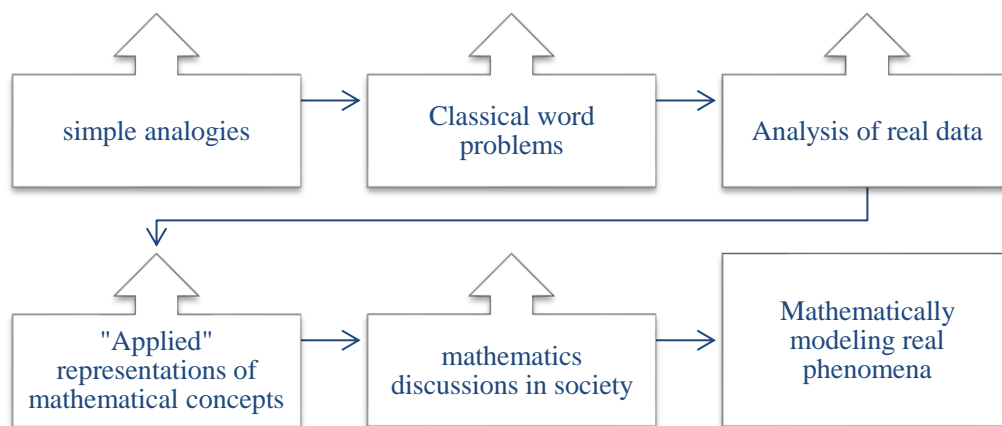 simple analogies
Classical word
problems
Analysis of real data
"Applied"
representations of
mathematical concepts
mathematics
discussions in society
Mathematically
modeling real
phenomena